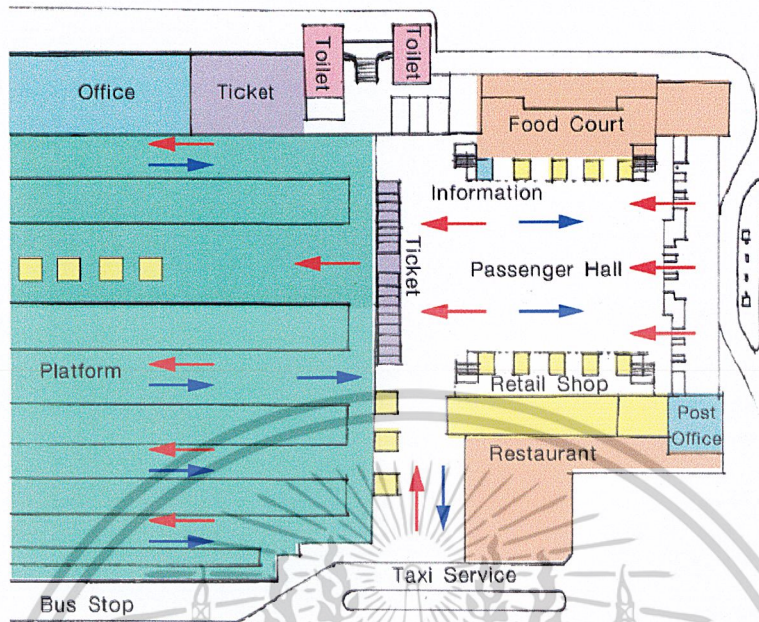 Toilet
Toilet
Office
Ticket
Food Court
Information
Ticket
Passenger Hall
Platform
Retail Shop
Post
Office
Restaurant
Taxi Service
Bus Stop